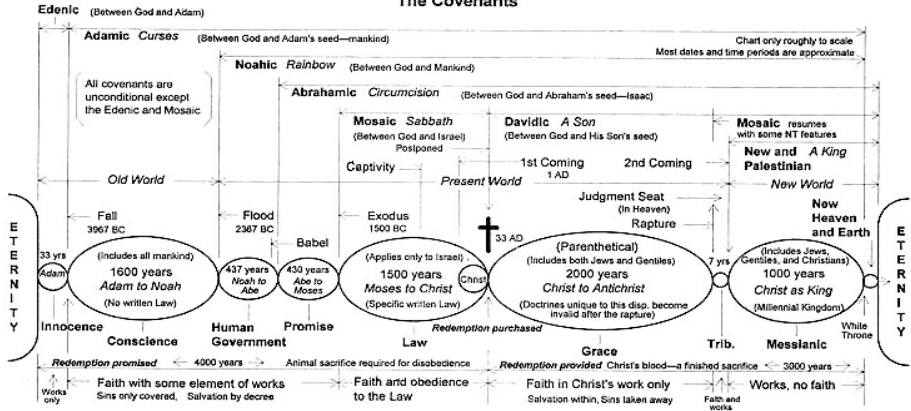 The Covenants
Edenic (Between God and Adam)
Adamic Curses (Between God and Adam's seed—mankind)
Chart only roughly to scale
Most dates and time periods are approximate
Noahic Rainbow (Between God and Mankind)
All covenants are
unconditional except
the Edenic and Mosaic
Abrahamic Circumcision (Between God and Abraham's seed—Isaac)
Mosaic Sabbath
(Between God and Israel)
Postponed
Davidic A Son
(Between God and His Son's seed)
Mosaic resumes
with some NT features
New and A King
Palestinian
Captivity
1st Coming
1 AD
2nd Coming
Old World
Present World
New World
Judgment Seat
(In Heaven)
Rapture
New
Heaven
and Earth
ETERNITY
Fall
3967 BC
Flood
2387 BC
Babel
Exodus
1500 BC
33 AD
ETERNITY
33 yrs
Adam
(Includes all mankind)
1600 years
Adam to Noah
(No written Law)
437 years
Noah to
Abe
430 years
Abe to
Moses
(Applies only to Israel)
1500 years
Moses to Christ
(Specific written Law)
Christ
(Parenthetical)
(Includes both Jews and Gentiles)
2000 years
Christ to Antichrist
(Doctrines unique to this disp. become
invalid after the rapture)
7 yrs
(Includes Jews,
Gentiles, and Christians)
1000 years
Christ as King
(Millennial Kingdom)
White
Throne
Innocence
Conscience
Human
Government
Promise
Law
Redemption purchased
Grace
Trib.
Messianic
Redemption promised 4000 years Animal sacrifice required for disobedience
Redemption provided Christ's blood—a finished sacrifice 3000 years
Works
only
Faith with some element of works
Sins only covered, Salvation by decree
Faith and obedience
to the Law
Faith in Christ's work only
Salvation within, Sins taken away
Faith and
works
Works, no faith